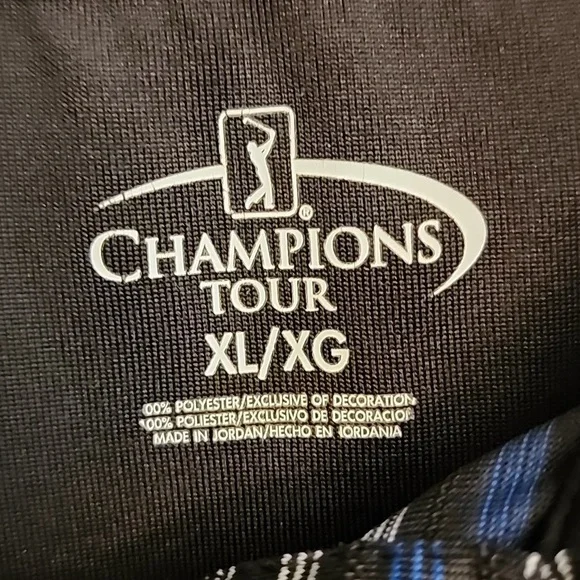 ®
CHAMPIONS
TOUR
XL/XG
00% POLYESTER/EXCLUSIVE OF DECORATION
100% POLIESTER/EXCLUSIVO DE DECORACION
MADE IN JORDAN/HECHO EN JORDANIA